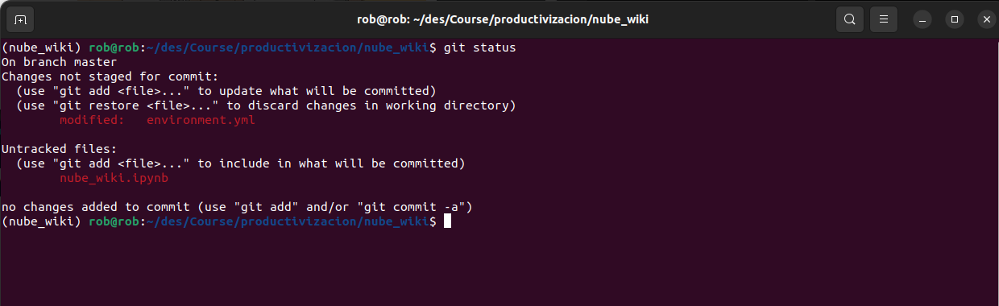 rob@rob: ~/des/Course/productivizacion/nube_wiki
(nube_wiki) rob@rob:~/des/Course/productivizacion/nube_wiki$ git status
On branch master
Changes not staged for commit:
  (use "git add <file>..." to update what will be committed)
  (use "git restore <file>..." to discard changes in working directory)
        modified:   environment.yml

Untracked files:
  (use "git add <file>..." to include in what will be committed)
        nube_wiki.ipynb

no changes added to commit (use "git add" and/or "git commit -a")
(nube_wiki) rob@rob:~/des/Course/productivizacion/nube_wiki$